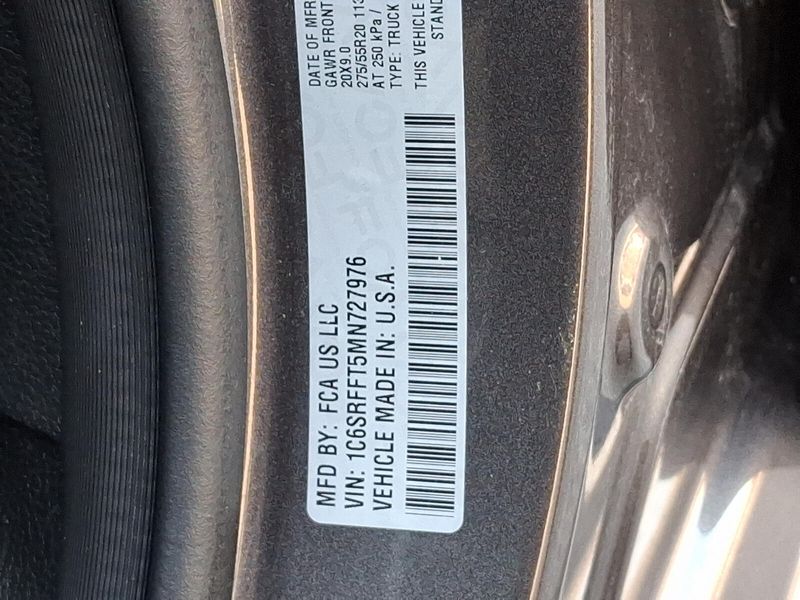 MFD BY: FCA US LLC
VIN: 1C6SRFFT5MN727976
VEHICLE MADE IN: U.S.A.
DATE OF MFR
GAWR FRONT
20X9.0
275/55R20 113
AT 250 kPa /
TYPE: TRUCK
THIS VEHICLE
STAND